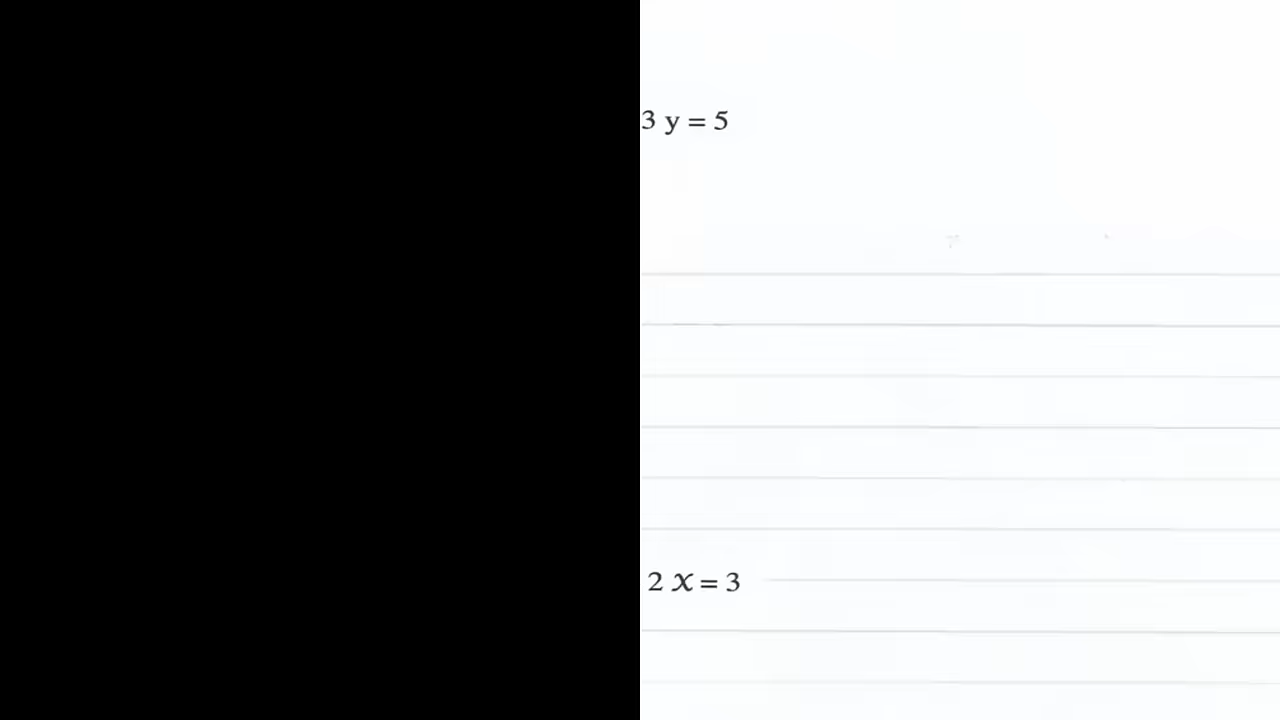 3 y = 5
2 x = 3